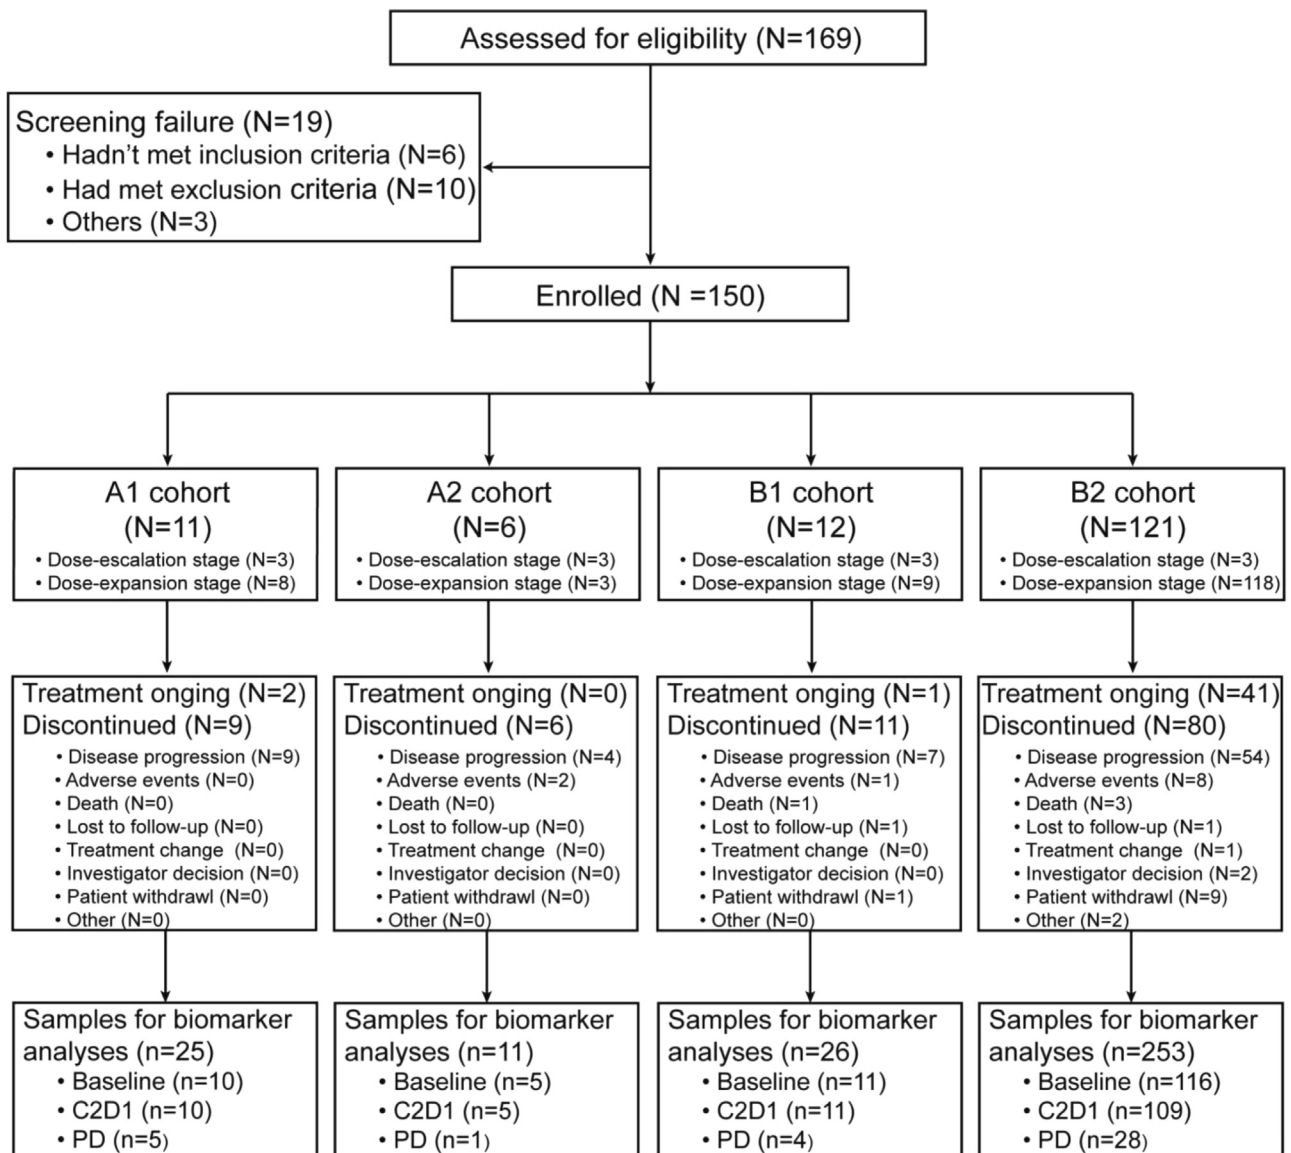 Assessed for eligibility (N=169)
Screening failure (N=19)
• Hadn't met inclusion criteria (N=6)
• Had met exclusion criteria (N=10)
• Others (N=3)
Enrolled (N =150)
A1 cohort
(N=11)
• Dose-escalation stage (N=3)
• Dose-expansion stage (N=8)
A2 cohort
(N=6)
• Dose-escalation stage (N=3)
• Dose-expansion stage (N=3)
B1 cohort
(N=12)
• Dose-escalation stage (N=3)
• Dose-expansion stage (N=9)
B2 cohort
(N=121)
• Dose-escalation stage (N=3)
• Dose-expansion stage (N=118)
Treatment onging (N=2)
Discontinued (N=9)
• Disease progression (N=9)
• Adverse events (N=0)
• Death (N=0)
• Lost to follow-up (N=0)
• Treatment change (N=0)
• Investigator decision (N=0)
• Patient withdrawl (N=0)
• Other (N=0)
Treatment onging (N=0)
Discontinued (N=6)
• Disease progression (N=4)
• Adverse events (N=2)
• Death (N=0)
• Lost to follow-up (N=0)
• Treatment change (N=0)
• Investigator decision (N=0)
• Patient withdrawl (N=0)
• Other (N=0)
Treatment onging (N=1)
Discontinued (N=11)
• Disease progression (N=7)
• Adverse events (N=1)
• Death (N=1)
• Lost to follow-up (N=1)
• Treatment change (N=0)
• Investigator decision (N=0)
• Patient withdrawl (N=1)
• Other (N=0)
Treatment onging (N=41)
Discontinued (N=80)
• Disease progression (N=54)
• Adverse events (N=8)
• Death (N=3)
• Lost to follow-up (N=1)
• Treatment change (N=1)
• Investigator decision (N=2)
• Patient withdrawl (N=9)
• Other (N=2)
Samples for biomarker
analyses (n=25)
• Baseline (n=10)
• C2D1 (n=10)
• PD (n=5)
Samples for biomarker
analyses (n=11)
• Baseline (n=5)
• C2D1 (n=5)
• PD (n=1)
Samples for biomarker
analyses (n=26)
• Baseline (n=11)
• C2D1 (n=11)
• PD (n=4)
Samples for biomarker
analyses (n=253)
• Baseline (n=116)
• C2D1 (n=109)
• PD (n=28)